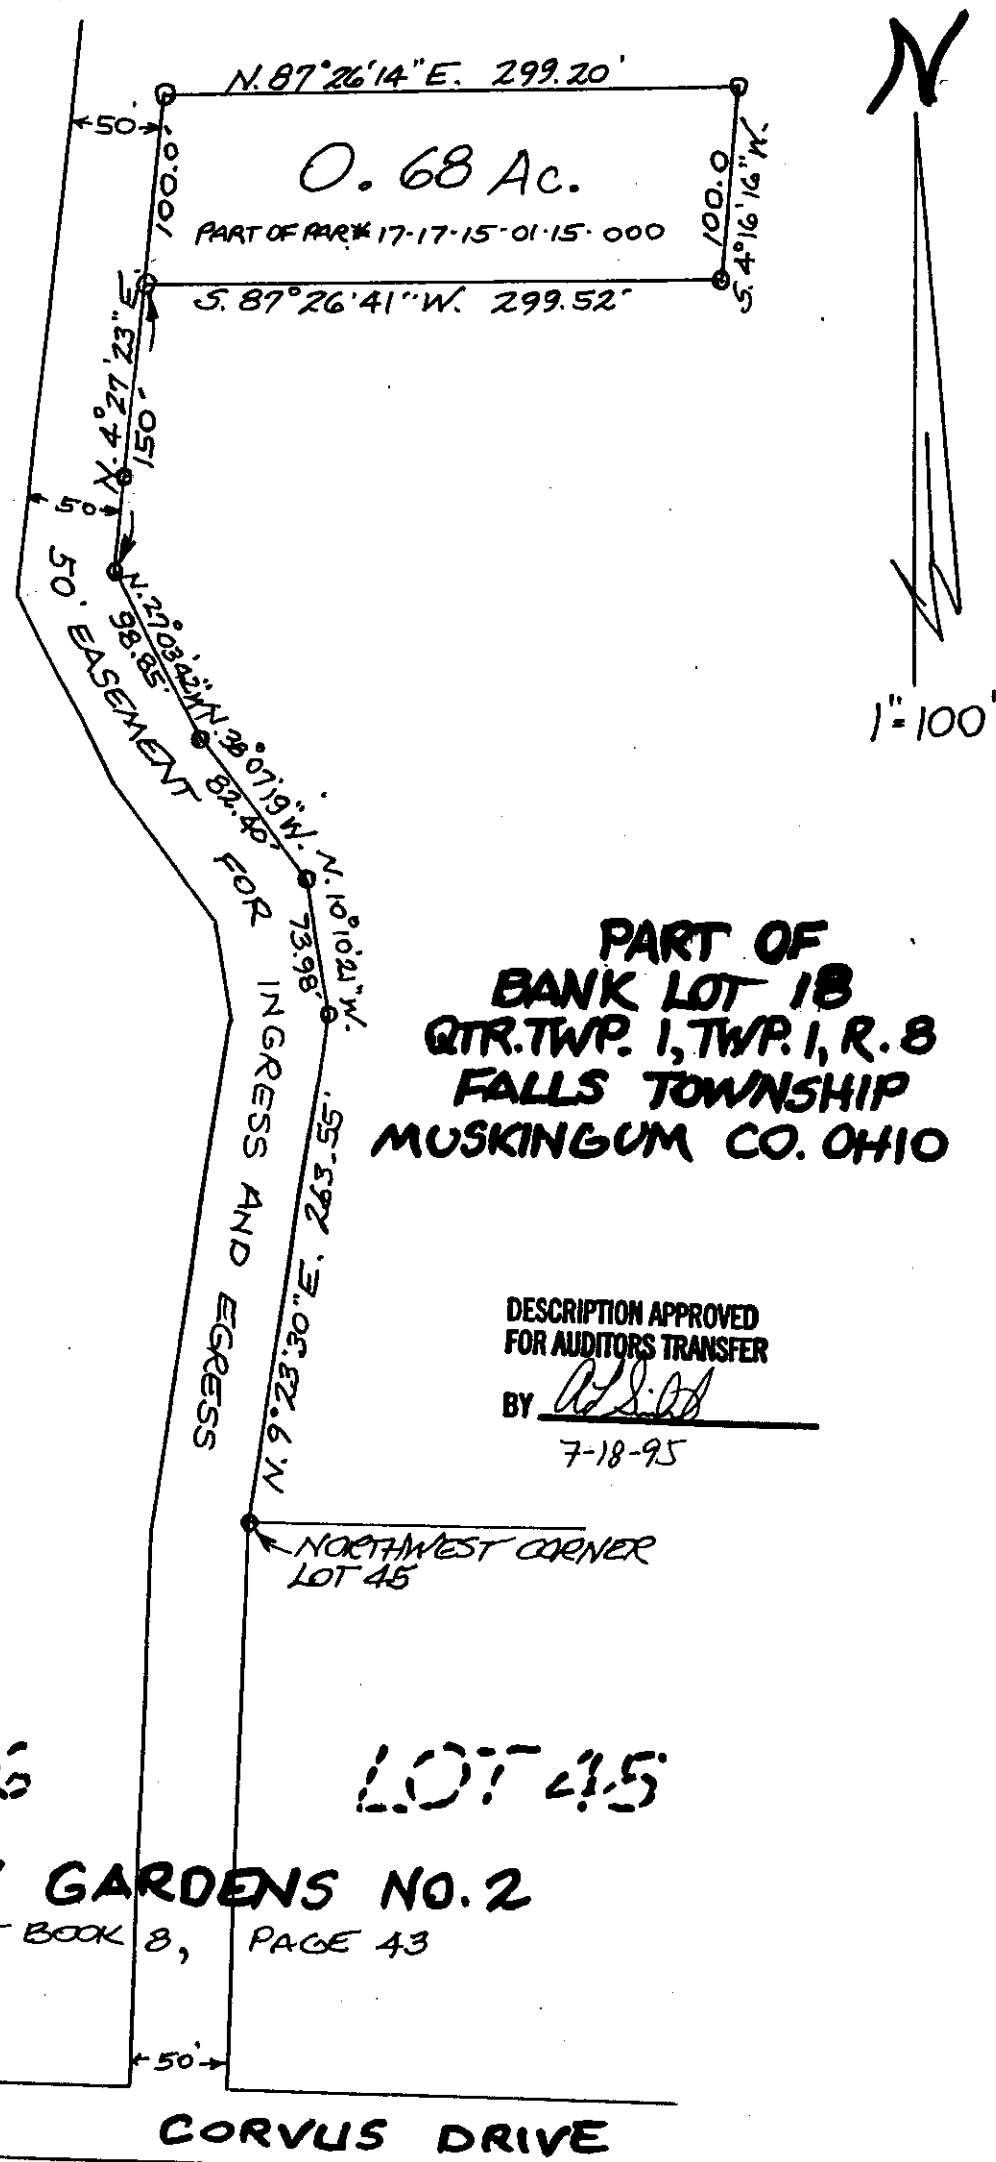 N
N. 87°26'14" E. 299.20'
50'
100.0'
0.68 Ac.
100.0
S. 4°16'16" W.
PART OF PAR# 17-17-15-01-15-000
S. 87°26'41" W. 299.52'
N. 4°27'23" E.
150'
50
1"=100'
N. 27°03'42" W.
98.85'
N. 38°07'19" W.
82.40'
N. 10°10'21" W.
73.98'
50' EASEMENT FOR INGRESS AND EGRESS
PART OF
BANK LOT 18
QTR. TWP. 1, TWP. 1, R. 8
FALLS TOWNSHIP
MUSKINGUM CO. OHIO
N. 9°23'30" E. 263.55'
DESCRIPTION APPROVED
FOR AUDITORS TRANSFER
BY
7-18-95
NORTHWEST CORNER
LOT 45
LOT 45
GARDENS NO. 2
BOOK 8, PAGE 43
50'
CORVUS DRIVE